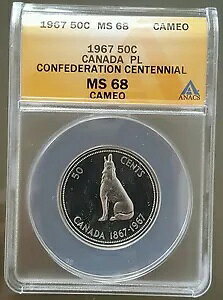 1967 50C MS 68 CAMEO
1967 50C
CANADA PL
CONFEDERATION CENTENNIAL
MS 68
CAMEO
ANACS
50 CENTS
CANADA 1867-1967